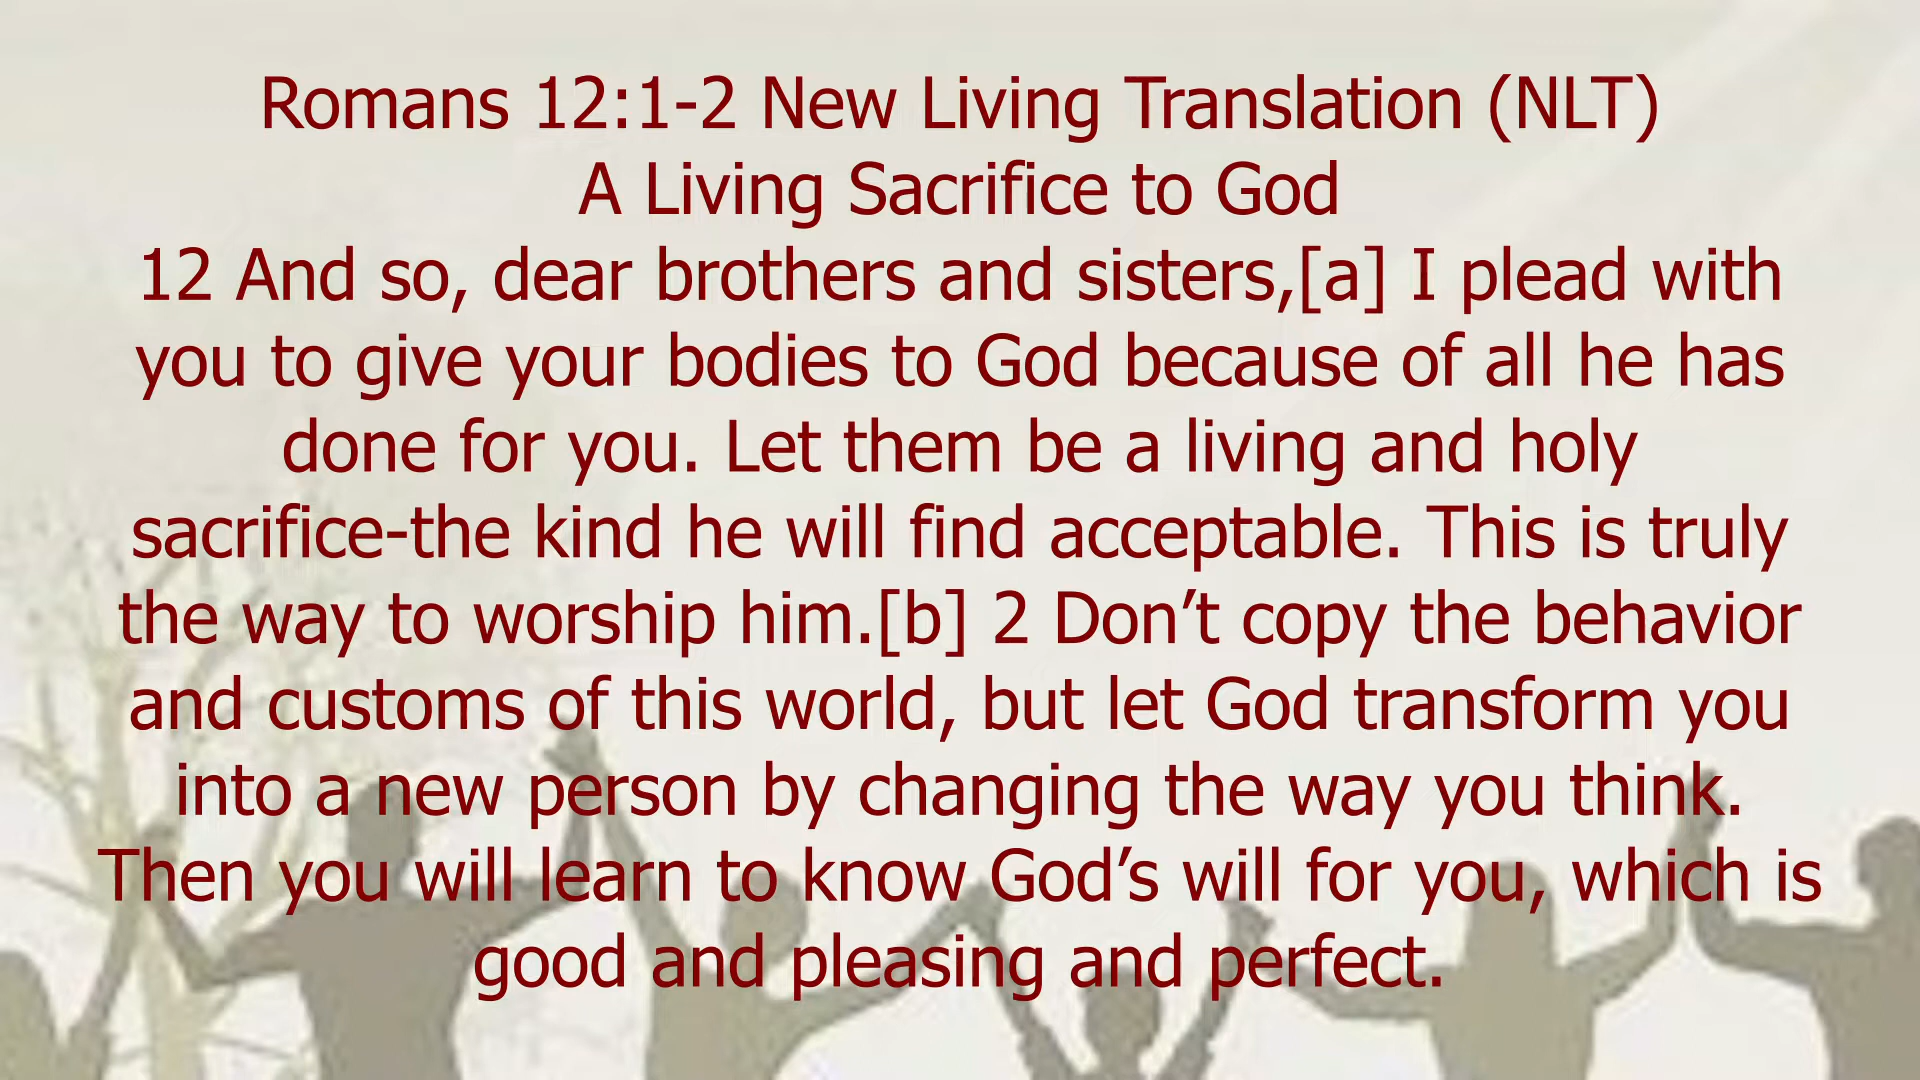 Romans 12:1-2 New Living Translation (NLT)
A Living Sacrifice to God
12 And so, dear brothers and sisters,[a] I plead with
you to give your bodies to God because of all he has
done for you. Let them be a living and holy
sacrifice-the kind he will find acceptable. This is truly
the way to worship him.[b] 2 Don’t copy the behavior
and customs of this world, but let God transform you
into a new person by changing the way you think.
Then you will learn to know God’s will for you, which is
good and pleasing and perfect.